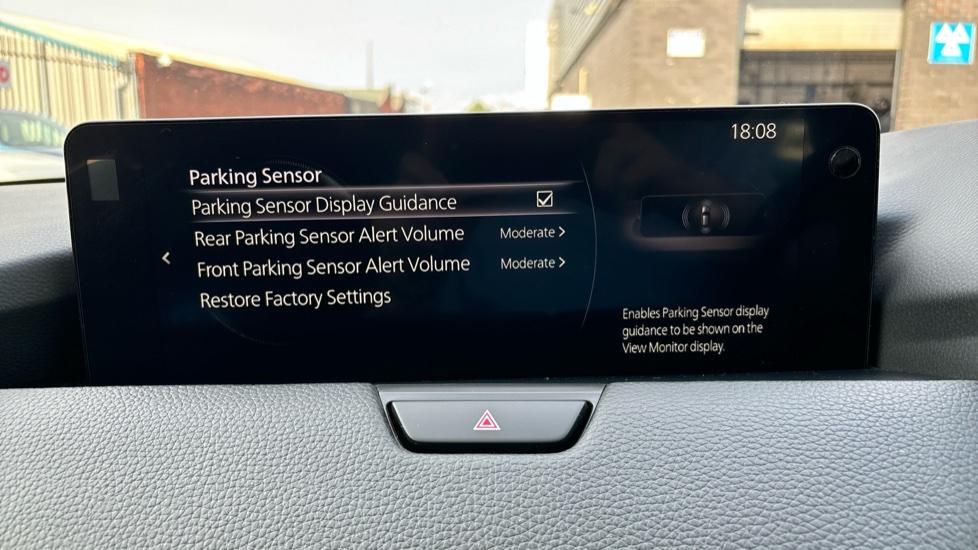 18:08
Parking Sensor
Parking Sensor Display Guidance
Rear Parking Sensor Alert Volume Moderate >
Front Parking Sensor Alert Volume Moderate >
Restore Factory Settings
Enables Parking Sensor display
guidance to be shown on the
View Monitor display.